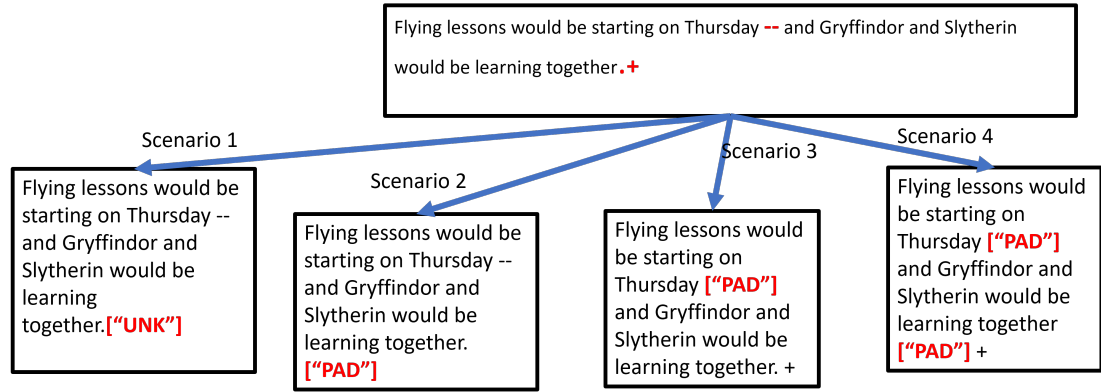 Flying lessons would be starting on Thursday -- and Gryffindor and Slytherin
would be learning together.+
Scenario 1
Scenario 2
Scenario 3
Scenario 4
Flying lessons would be
starting on Thursday --
and Gryffindor and
Slytherin would be
learning
together.[“UNK”]
Flying lessons would be
starting on Thursday --
and Gryffindor and
Slytherin would be
learning together.
[“PAD”]
Flying lessons would
be starting on
Thursday [“PAD”]
and Gryffindor and
Slytherin would be
learning together. +
Flying lessons would
be starting on
Thursday [“PAD”]
and Gryffindor and
Slytherin would be
learning together
[“PAD”] +